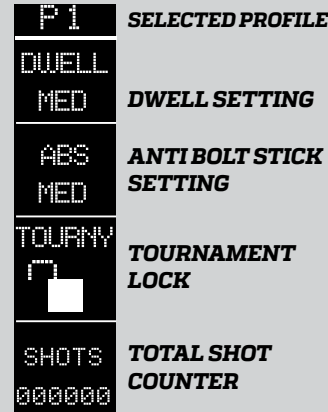 P1 SELECTED PROFILE
DWELL
MED DWELL SETTING
ABS ANTI BOLT STICK
MED SETTING
TOURNY
TOURNAMENT
LOCK
SHOTS TOTAL SHOT
000000 COUNTER